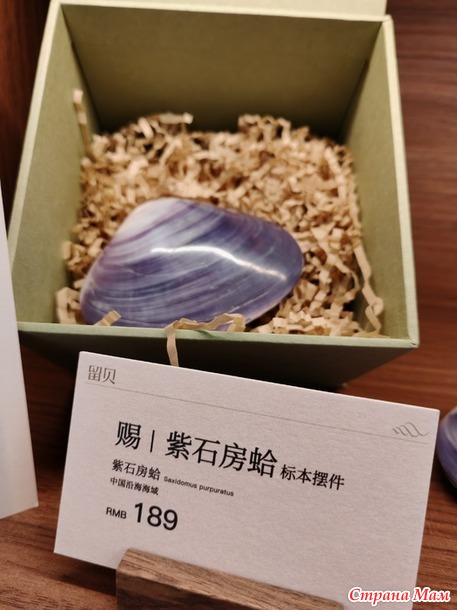 留贝
赐 | 紫石房蛤 标本摆件
紫石房蛤 Saxidomus purpuratus
中国沿海海域
RMB 189
Страна Мам